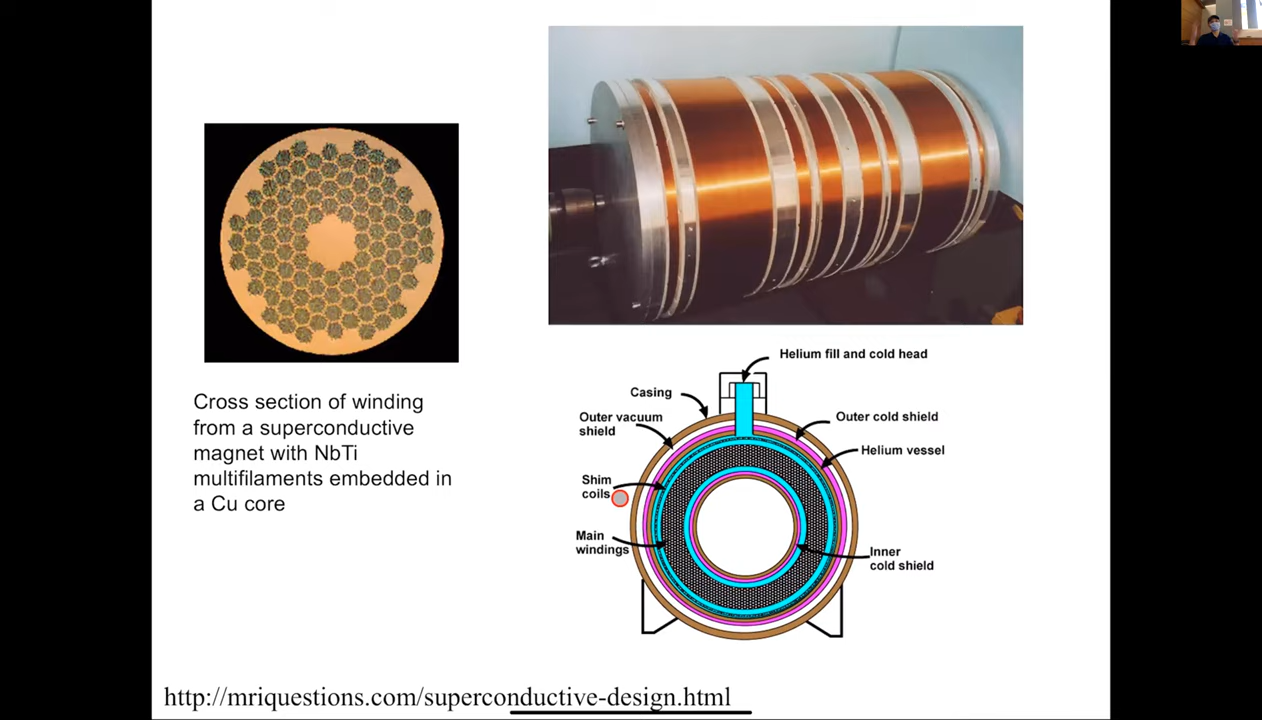 Cross section of winding
from a superconductive
magnet with NbTi
multifilaments embedded in
a Cu core
Helium fill and cold head
Casing
Outer vacuum
shield
Outer cold shield
Helium vessel
Shim
coils
Main
windings
Inner
cold shield
http://mriquestions.com/superconductive-design.html